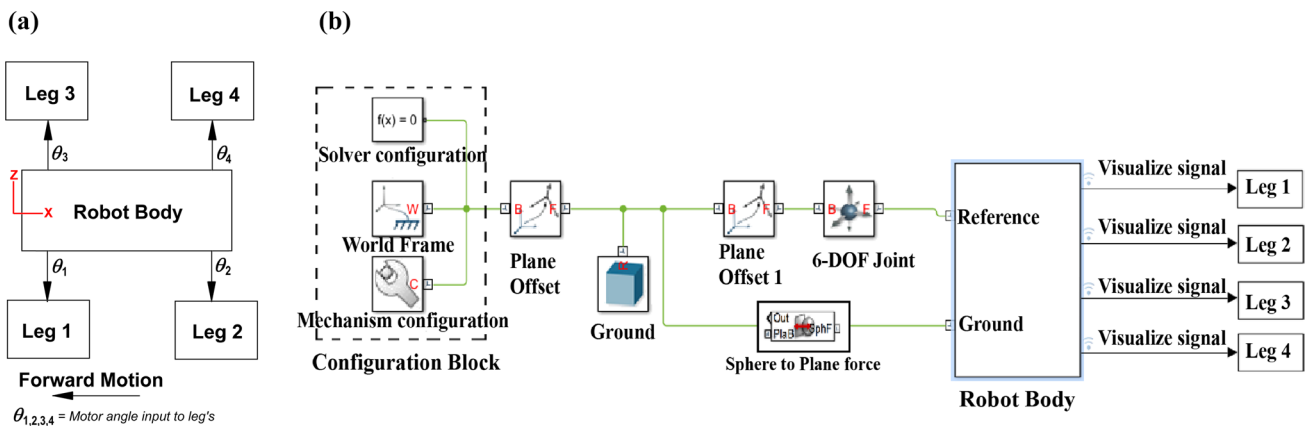 (a)
Leg 3
Leg 4
θ3
θ4
z
x
Robot Body
θ1
θ2
Leg 1
Leg 2
Forward Motion
θ1,2,3,4 = Motor angle input to leg's
(b)
f(x) = 0
Solver configuration
W
World Frame
C
Mechanism configuration
Configuration Block
B F
Plane
Offset
Ground
B F
Plane
Offset 1
B F
6-DOF Joint
Out
PlaB
SphF
Sphere to Plane force
Reference
Ground
Robot Body
Visualize signal
Leg 1
Visualize signal
Leg 2
Visualize signal
Leg 3
Visualize signal
Leg 4